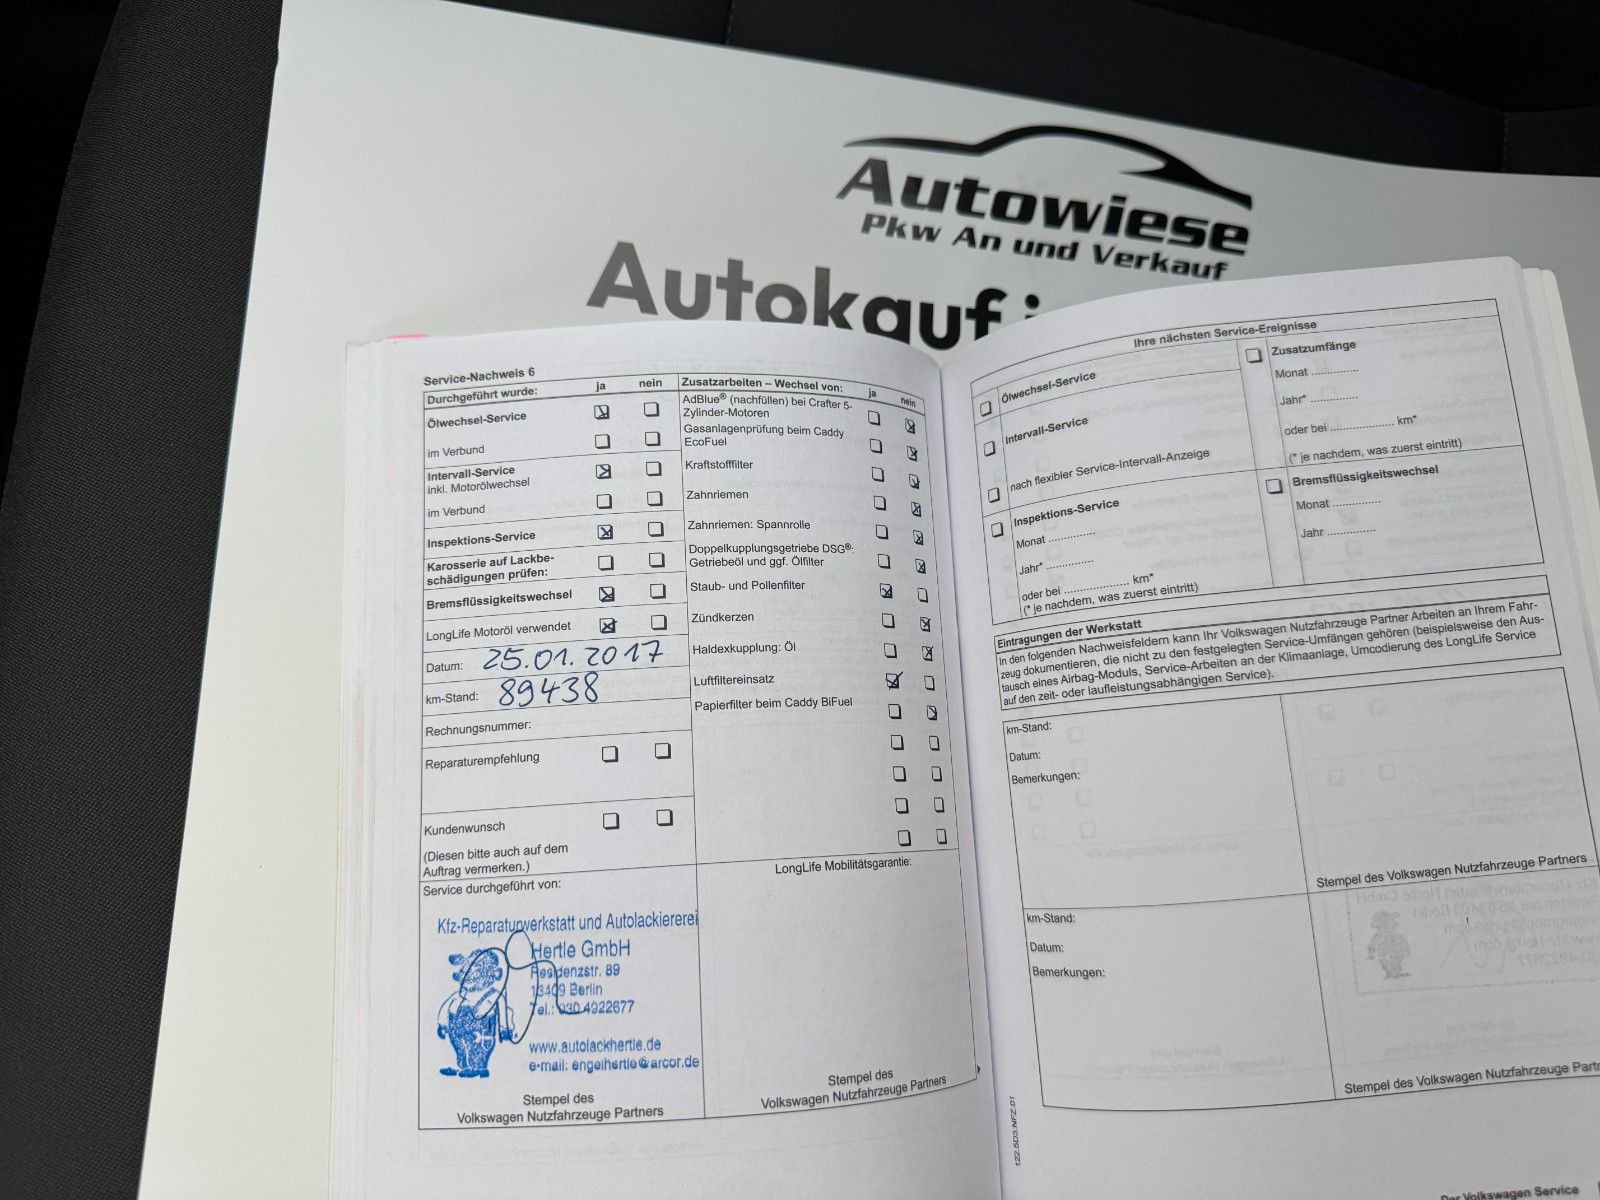 Autowiese
Pkw An und Verkauf
Autokauf i
Service-Nachweis 6
Durchgeführt wurde: ja nein
Ölwechsel-Service
im Verbund
Intervall-Service
inkl. Motorölwechsel
im Verbund
Inspektions-Service
Karosserie auf Lackbe-
schädigungen prüfen:
Bremsflüssigkeitswechsel
LongLife Motoröl verwendet
Datum: 25.01.2017
km-Stand: 89438
Rechnungsnummer:
Reparaturempfehlung
Kundenwunsch
(Diesen bitte auch auf dem
Auftrag vermerken.)
Service durchgeführt von:
Kfz-Reparaturwerkstatt und Autolackiererei
Hertle GmbH
Residenzstr. 89
13409 Berlin
Tel.: 030 4922677
www.autolackhertle.de
e-mail: engelhertle@arcor.de
Stempel des
Volkswagen Nutzfahrzeuge Partners
Zusatzarbeiten – Wechsel von: ja nein
AdBlue® (nachfüllen) bei Crafter 5-
Zylinder-Motoren
Gasanlagenprüfung beim Caddy
EcoFuel
Kraftstofffilter
Zahnriemen
Zahnriemen: Spannrolle
Doppelkupplungsgetriebe DSG®:
Getriebeöl und ggf. Ölfilter
Staub- und Pollenfilter
Zündkerzen
Haldexkupplung: Öl
Luftfiltereinsatz
Papierfilter beim Caddy BiFuel
LongLife Mobilitätsgarantie:
Stempel des
Volkswagen Nutzfahrzeuge Partners
Ihre nächsten Service-Ereignisse
Ölwechsel-Service
Intervall-Service
nach flexibler Service-Intervall-Anzeige
Inspektions-Service
Monat ...............
Jahr* ...............
oder bei .................... km*
(* je nachdem, was zuerst eintritt)
Zusatzumfänge
Monat ...............
Jahr* ...............
oder bei .................... km*
(* je nachdem, was zuerst eintritt)
Bremsflüssigkeitswechsel
Monat ...............
Jahr ...............
Eintragungen der Werkstatt
In den folgenden Nachweisfeldern kann Ihr Volkswagen Nutzfahrzeuge Partner Arbeiten an Ihrem Fahr-
zeug dokumentieren, die nicht zu den festgelegten Service-Umfängen gehören (beispielsweise den Aus-
tausch eines Airbag-Moduls, Service-Arbeiten an der Klimaanlage, Umcodierung des LongLife Service
auf den zeit- oder laufleistungsabhängigen Service).
km-Stand:
Datum:
Bemerkungen:
Stempel des Volkswagen Nutzfahrzeuge Partners
km-Stand:
Datum:
Bemerkungen:
Stempel des Volkswagen Nutzfahrzeuge Partn
122.5D3.NFZ.01
Der Volkswagen Service